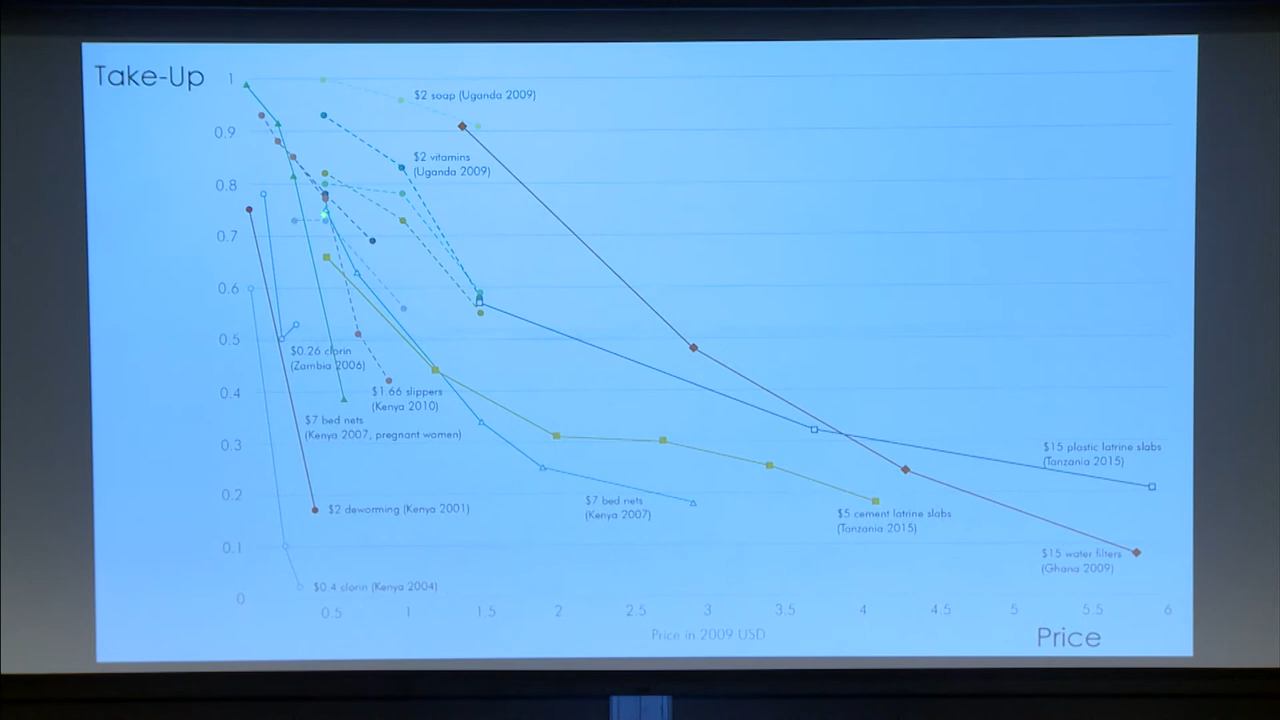 Take-Up
1
$2 soap (Uganda 2009)
0.9
$2 vitamins
(Uganda 2009)
0.8
0.7
0.6
0.5
$0.26 clorin
(Zambia 2006)
0.4
$1 66 slippers
(Kenya 2010)
$7 bed nets
(Kenya 2007, pregnant women)
0.3
$15 plastic latrine slabs
(Tanzania 2015)
0.2
$2 deworming (Kenya 2001)
$7 bed nets
(Kenya 2007)
$5 cement latrine slabs
(Tanzania 2015)
0.1
$15 water filters
(Ghana 2009)
$0 4 clorin (Kenya 2004)
0
0.5 1 1.5 2 2.5 3 3.5 4 4.5 5 5.5 6
Price in 2009 USD
Price